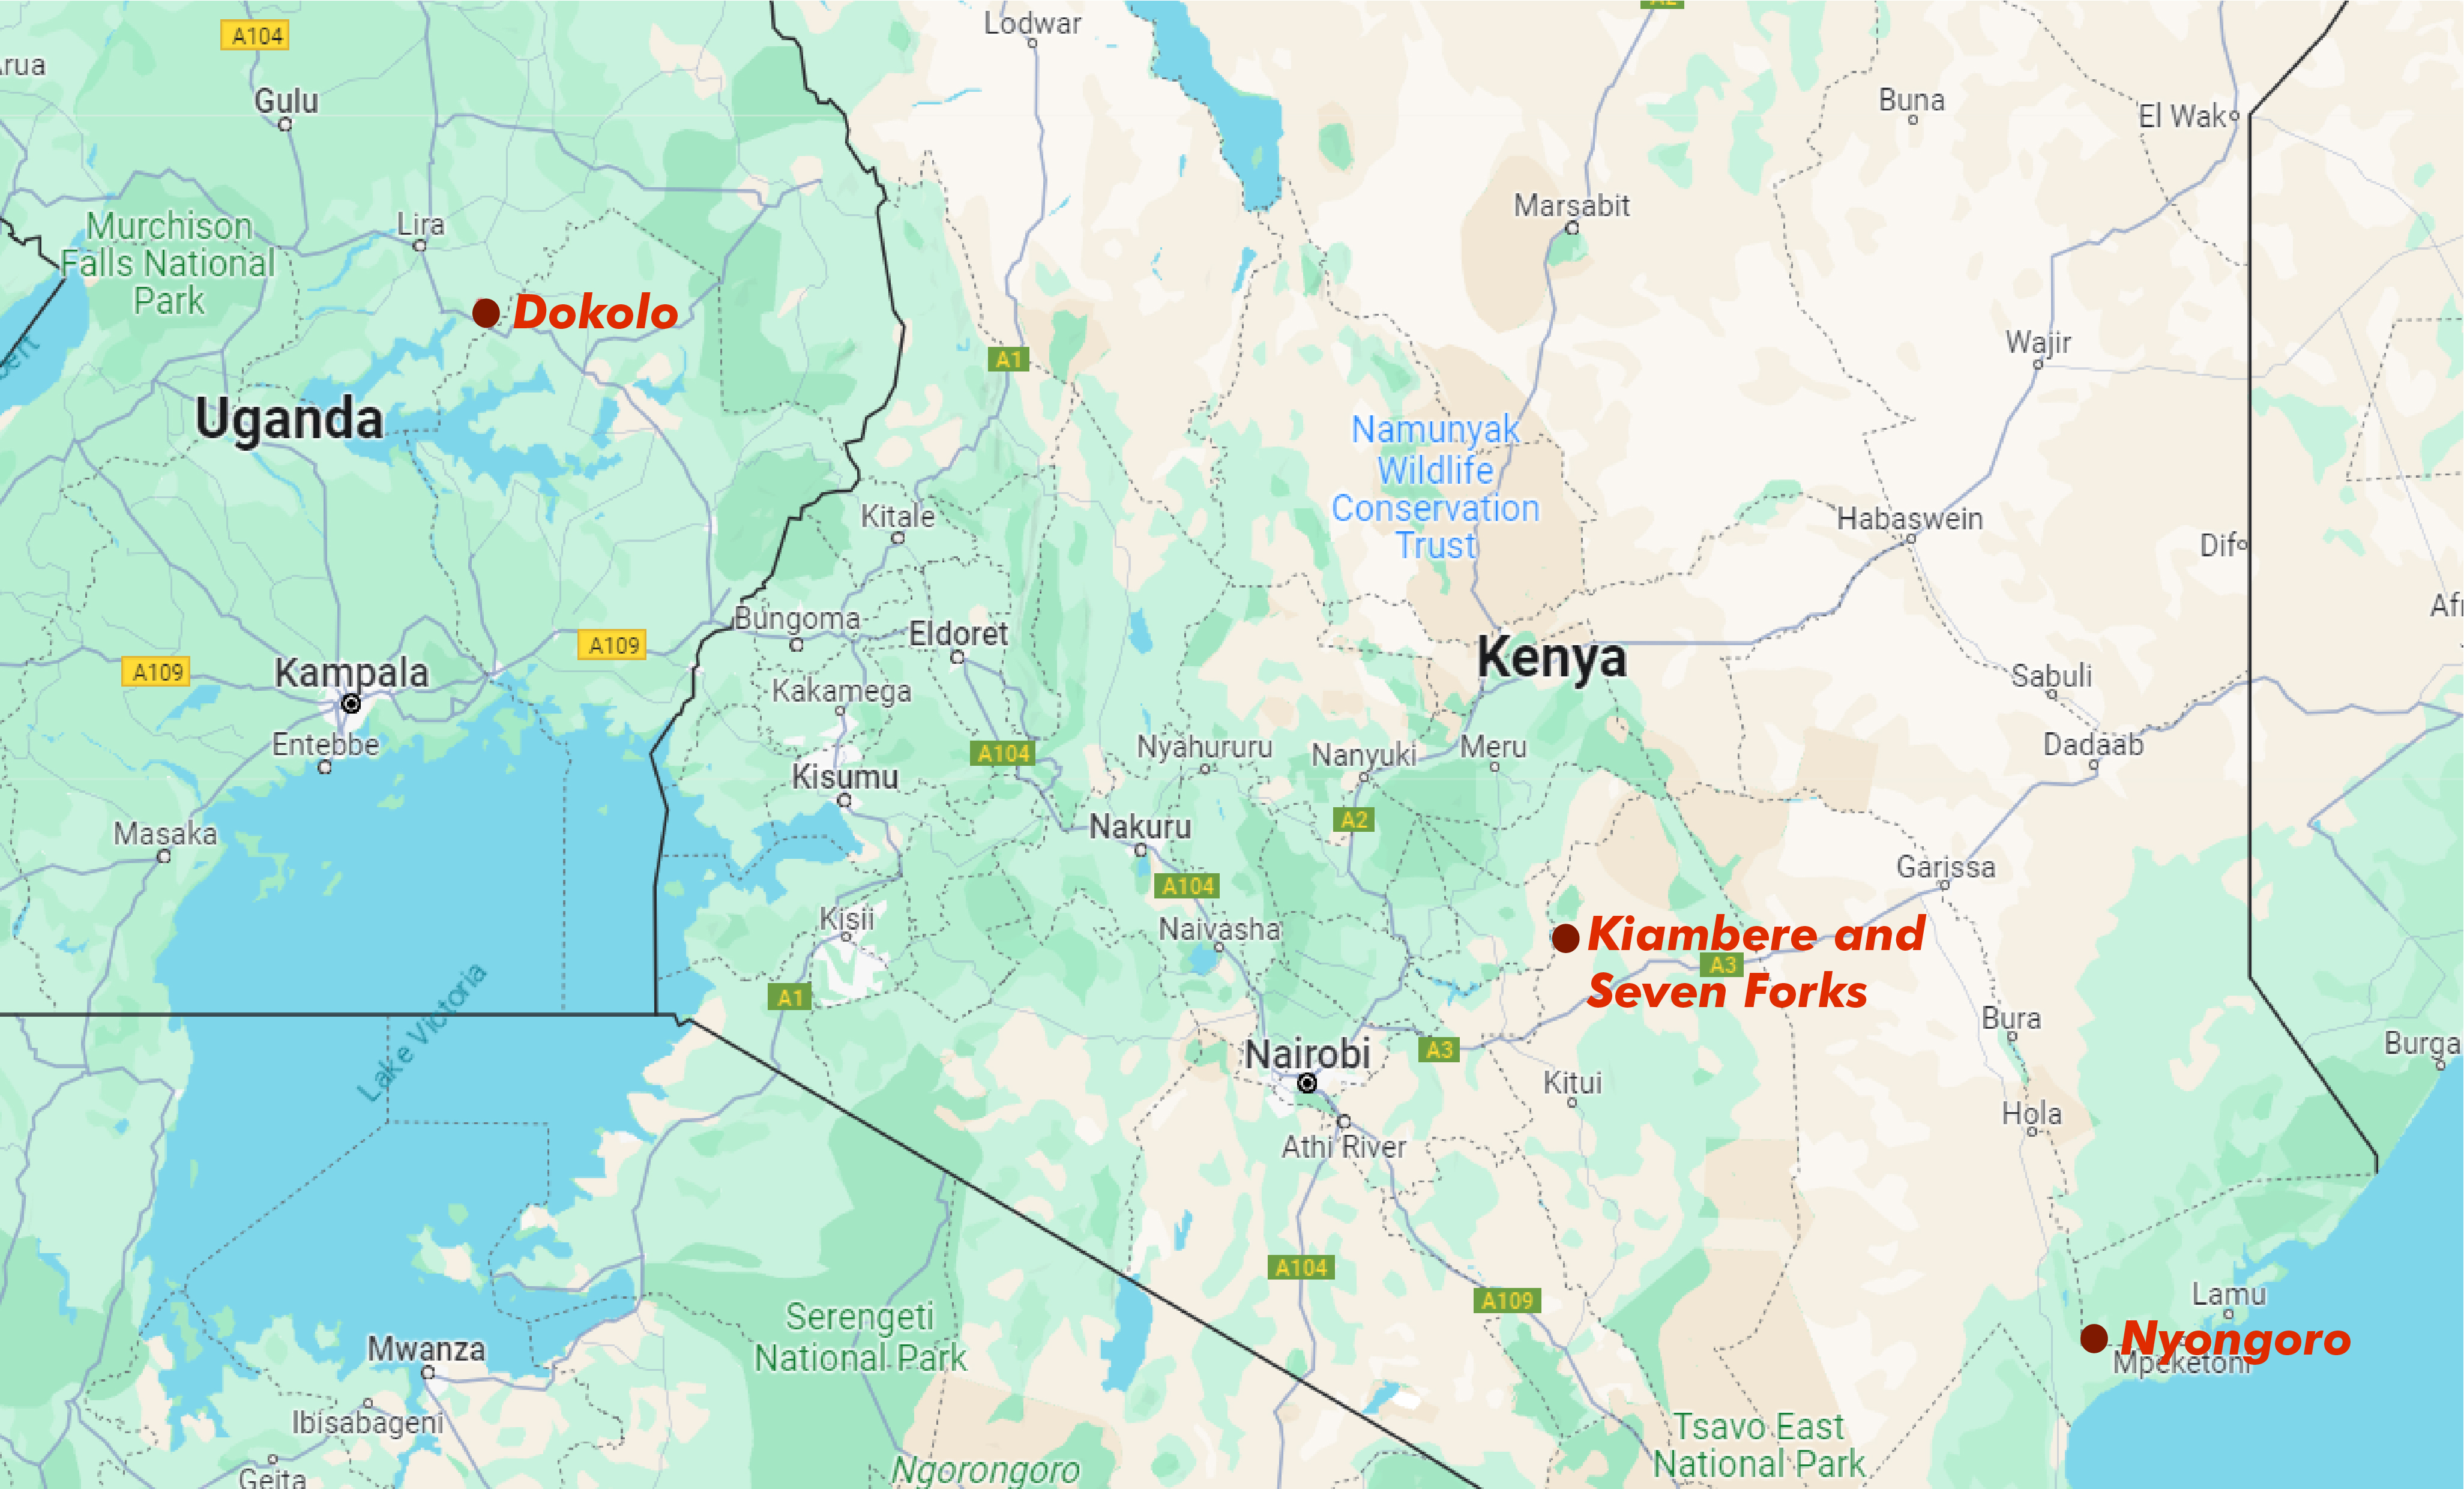 A2
Lodwar
A104
rua
Gulu
Buna
El Wak
Marsabit
Murchison
Falls National
Park
Lira
Dokolo
A1
Wajir
Uganda
Namunyak
Wildlife
Conservation
Trust
Kitale
Habaswein
Dif
Bungoma
Eldoret
A109
Kenya
Kampala
A109
Kakamega
Sabuli
Entebbe
A104
Nyahururu
Nanyuki
Meru
Dadaab
Kisumu
Masaka
Nakuru
A2
Garissa
A104
Kisii
Naivasha
Kiambere and
Seven Forks
A3
A1
Lake Victoria
Bura
Nairobi
A3
Burga
Kitui
Hola
Athi River
A104
A109
Lamu
Serengeti
National Park
Nyongoro
Mpeketoni
Mwanza
Ibisabageni
Tsavo East
National Park
Geita
Ngorongoro